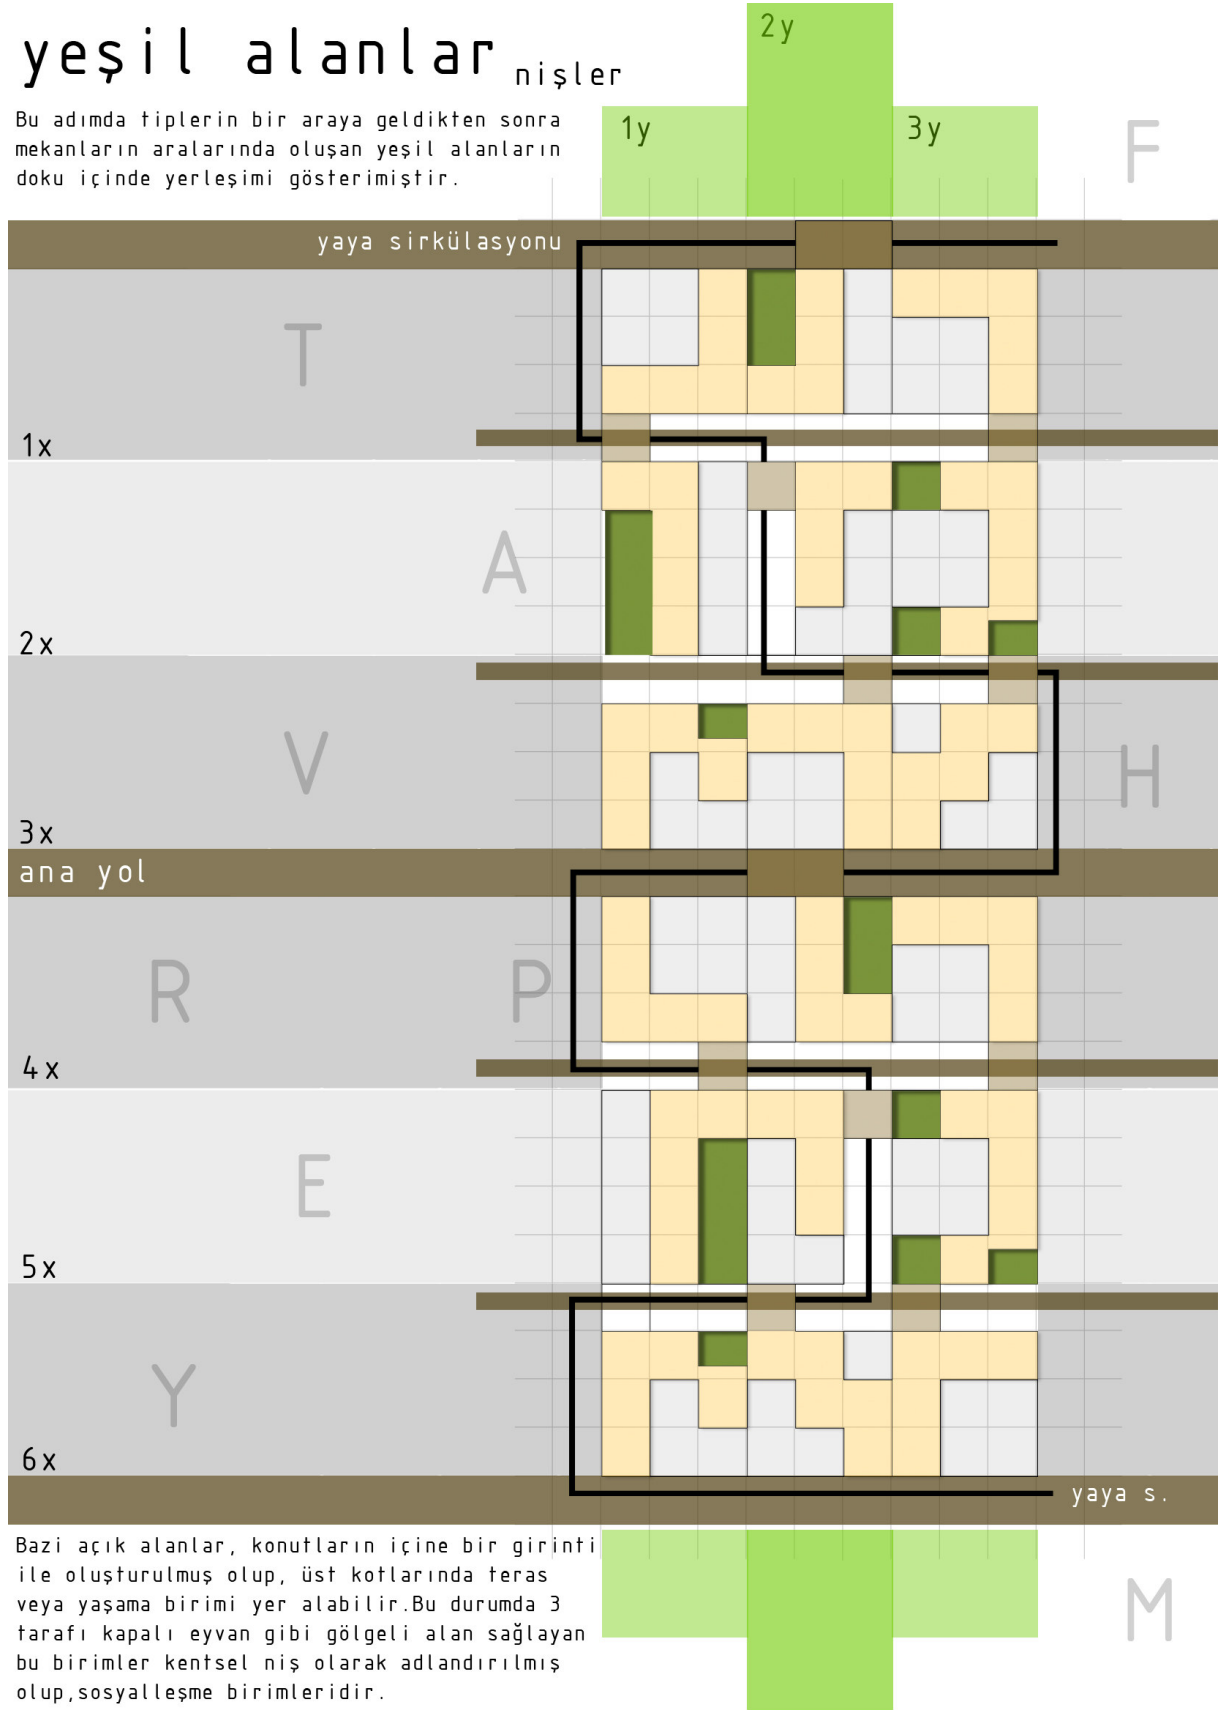 yeşil alanlar nişler
Bu adımda tiplerin bir araya geldikten sonra
mekanların aralarında oluşan yeşil alanların
doku içinde yerleşimi gösterimiştir.
2y
1y
3y
F
yaya sirkülasyonu
T
1x
A
2x
V
H
3x
ana yol
R
P
4x
E
5x
Y
6x
yaya s.
Bazi açık alanlar, konutların içine bir girinti
ile oluşturulmuş olup, üst kotlarında teras
veya yaşama birimi yer alabilir.Bu durumda 3
tarafı kapalı eyvan gibi gölgeli alan sağlayan
bu birimler kentsel niş olarak adlandırılmış
olup,sosyalleşme birimleridir.
M